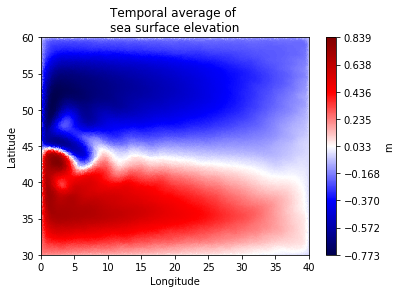 Temporal average of
sea surface elevation
60
55
50
45
40
35
30
Latitude
0 5 10 15 20 25 30 35 40
Longitude
0.839
0.638
0.436
0.235
0.033
−0.168
−0.370
−0.572
−0.773
m